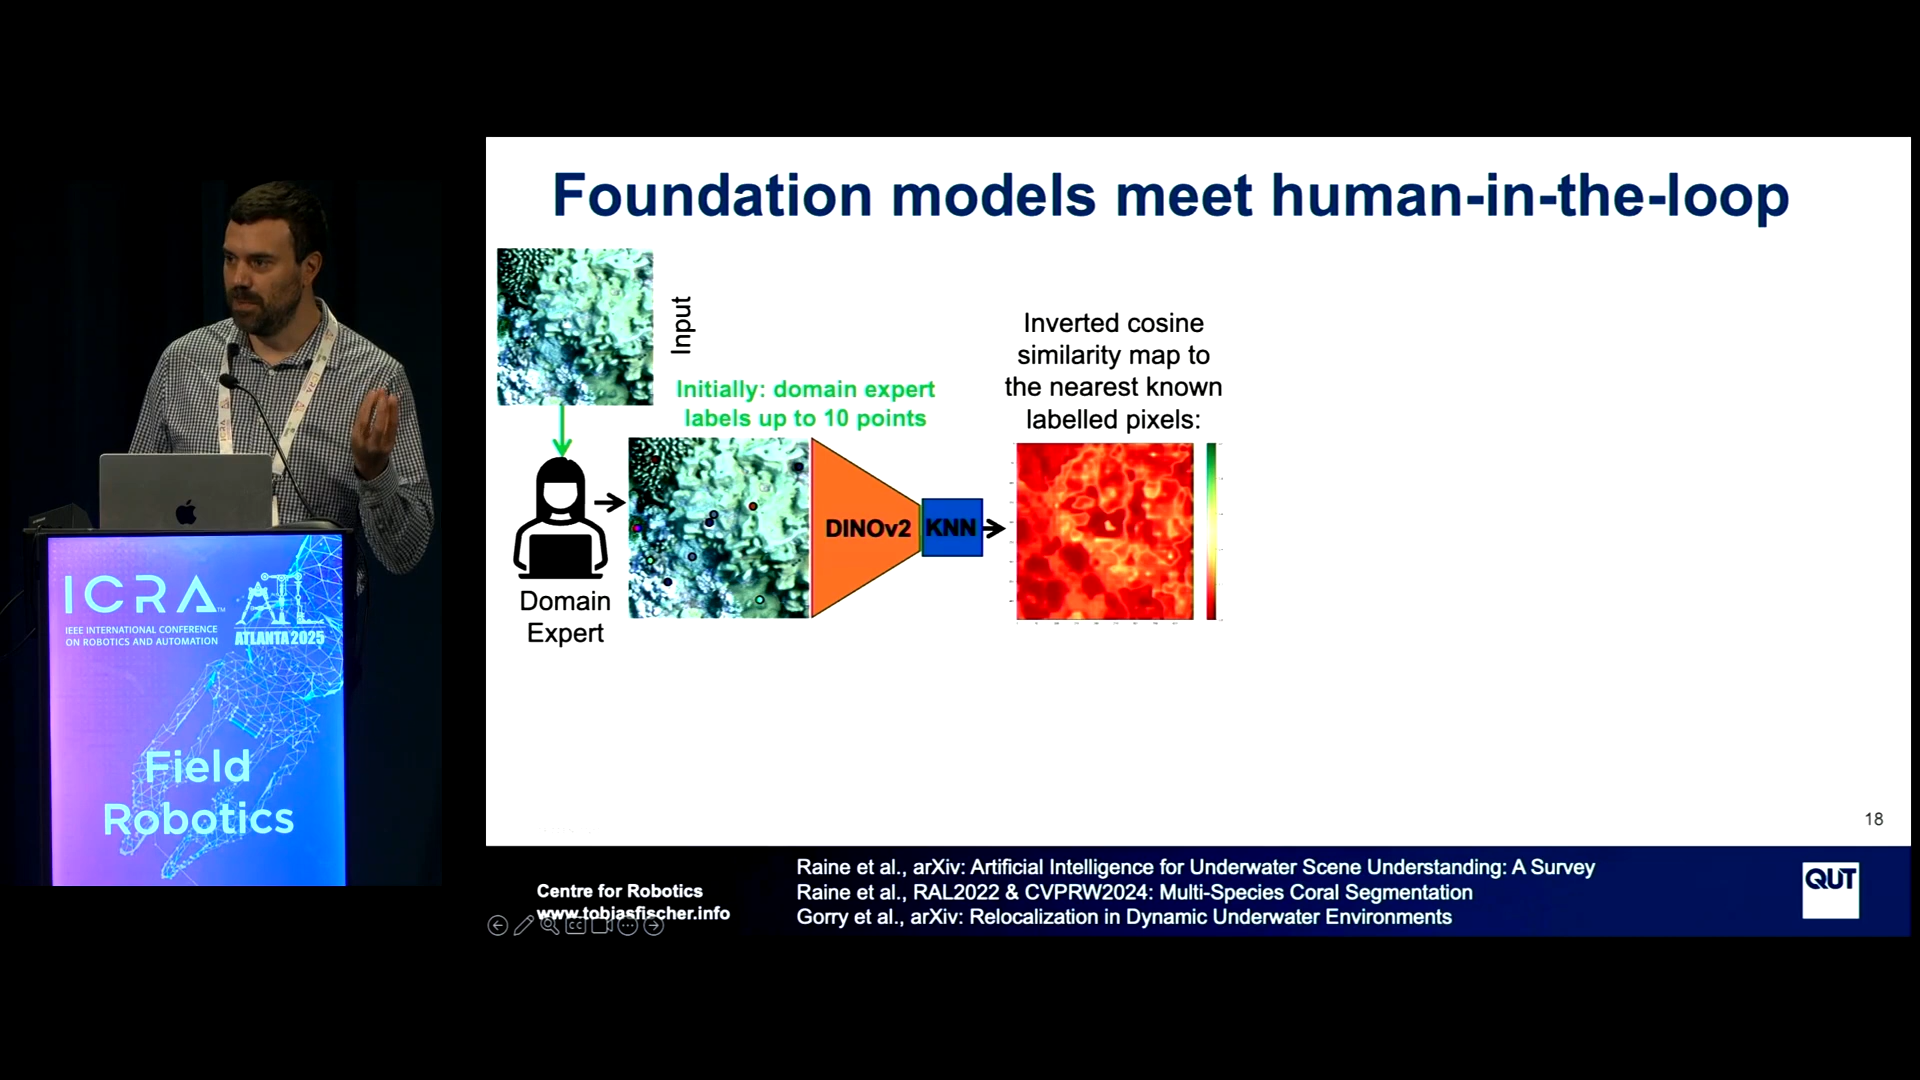 Foundation models meet human-in-the-loop
Input
Initially: domain expert
labels up to 10 points
Inverted cosine
similarity map to
the nearest known
labelled pixels:
DINOv2
KNN
Domain
Expert
18
Centre for Robotics
www.tobiasfischer.info
Raine et al., arXiv: Artificial Intelligence for Underwater Scene Understanding: A Survey
Raine et al., RAL2022 & CVPRW2024: Multi-Species Coral Segmentation
Gorry et al., arXiv: Relocalization in Dynamic Underwater Environments
QUT
ICRA™
IEEE INTERNATIONAL CONFERENCE
ON ROBOTICS AND AUTOMATION
ATL
ATLANTA 2025
Field
Robotics